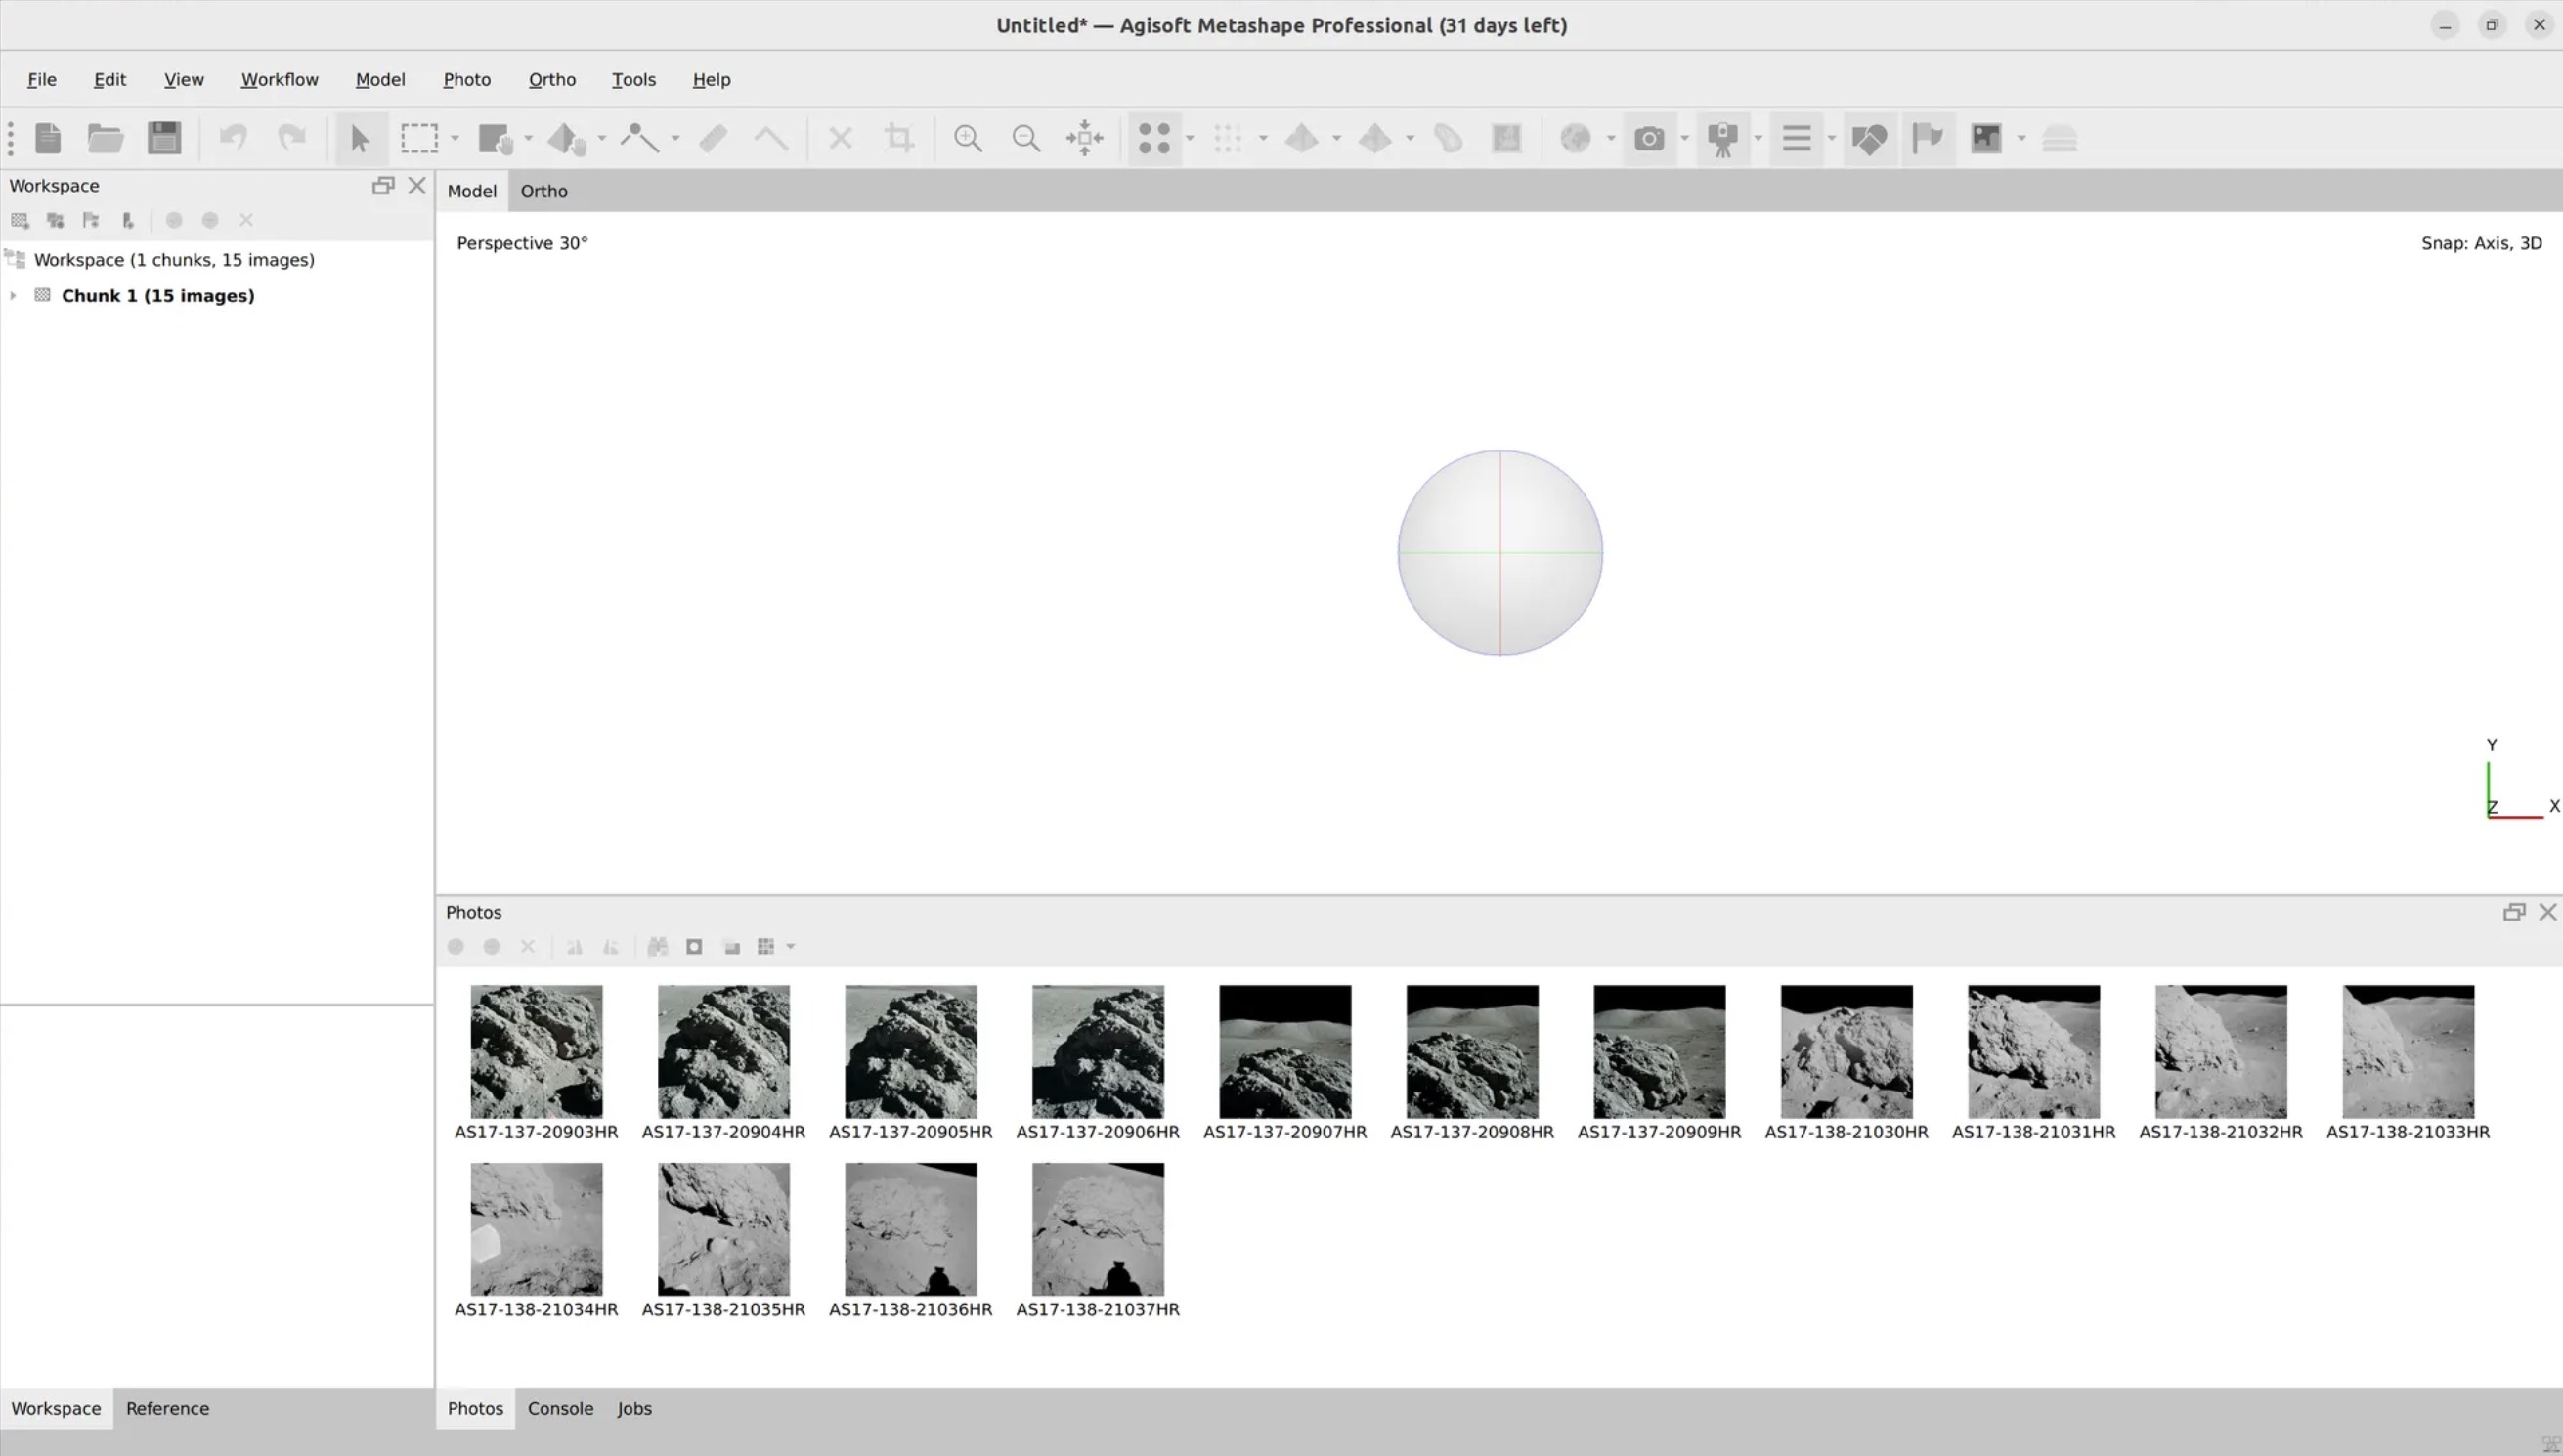 Untitled* — Agisoft Metashape Professional (31 days left)
File Edit View Workflow Model Photo Ortho Tools Help
Workspace
Model Ortho
Perspective 30°
Snap: Axis, 3D
Workspace (1 chunks, 15 images)
Chunk 1 (15 images)
Y
Z X
Photos
AS17-137-20903HR AS17-137-20904HR AS17-137-20905HR AS17-137-20906HR AS17-137-20907HR AS17-137-20908HR AS17-137-20909HR AS17-138-21030HR AS17-138-21031HR AS17-138-21032HR AS17-138-21033HR
AS17-138-21034HR AS17-138-21035HR AS17-138-21036HR AS17-138-21037HR
Workspace Reference
Photos Console Jobs